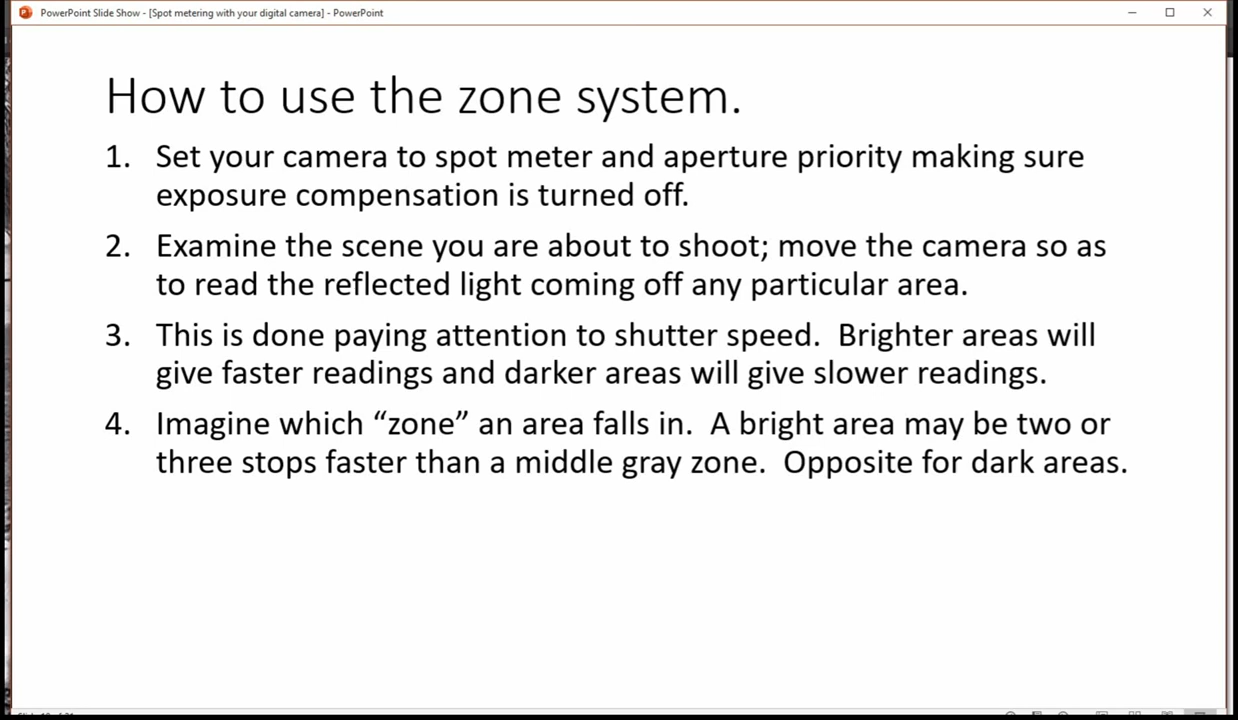 PowerPoint Slide Show - [Spot metering with your digital camera] - PowerPoint
How to use the zone system.
1. Set your camera to spot meter and aperture priority making sure
exposure compensation is turned off.
2. Examine the scene you are about to shoot; move the camera so as
to read the reflected light coming off any particular area.
3. This is done paying attention to shutter speed.  Brighter areas will
give faster readings and darker areas will give slower readings.
4. Imagine which “zone” an area falls in.  A bright area may be two or
three stops faster than a middle gray zone.  Opposite for dark areas.